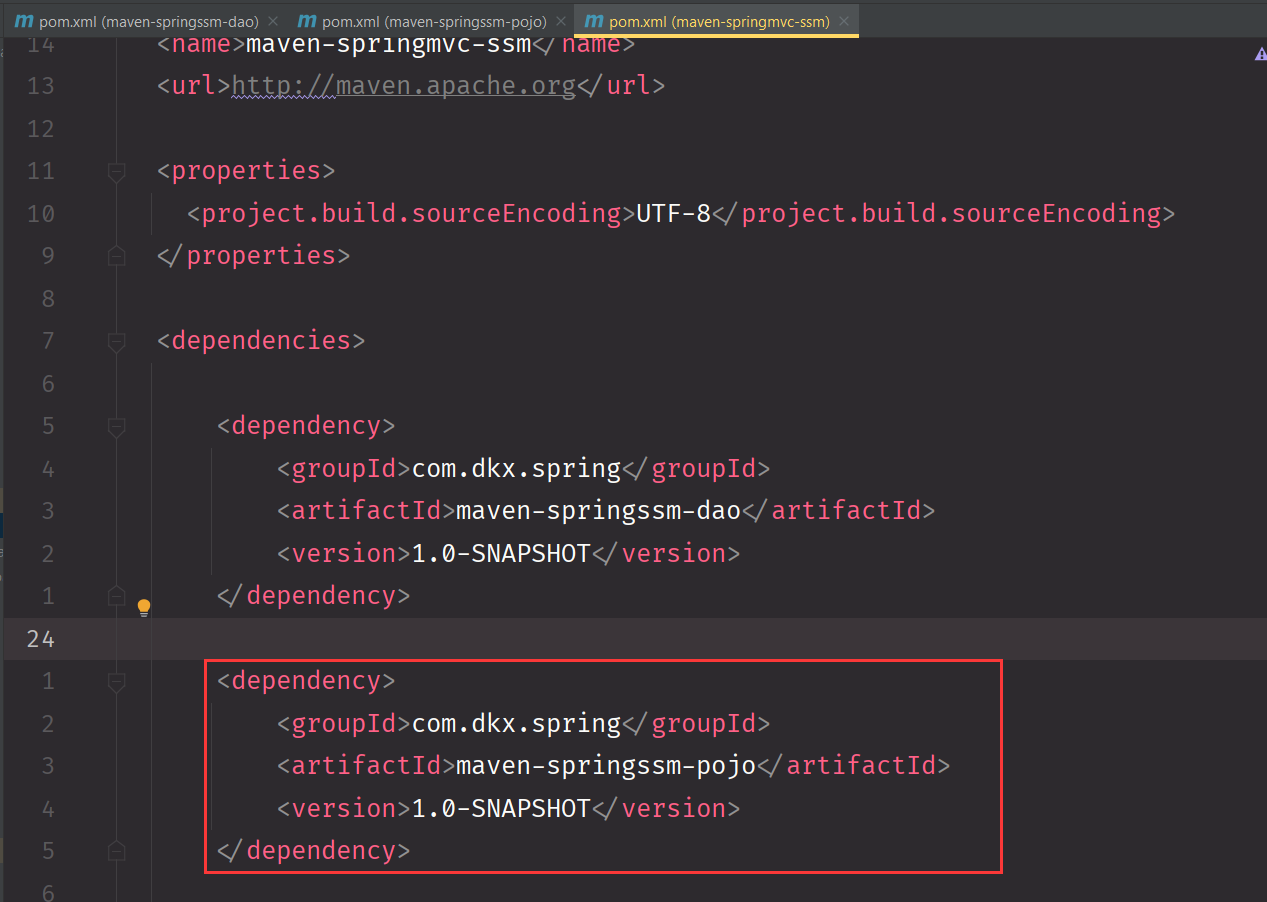 pom.xml (maven-springssm-dao) pom.xml (maven-springssm-pojo) pom.xml (maven-springmvc-ssm)
14 <name>maven-springmvc-ssm</name>
13 <url>http://maven.apache.org</url>
12
11 <properties>
10 <project.build.sourceEncoding>UTF-8</project.build.sourceEncoding>
9 </properties>
8
7 <dependencies>
6
5 <dependency>
4 <groupId>com.dkx.spring</groupId>
3 <artifactId>maven-springssm-dao</artifactId>
2 <version>1.0-SNAPSHOT</version>
1 </dependency>
24
1 <dependency>
2 <groupId>com.dkx.spring</groupId>
3 <artifactId>maven-springssm-pojo</artifactId>
4 <version>1.0-SNAPSHOT</version>
5 </dependency>
6